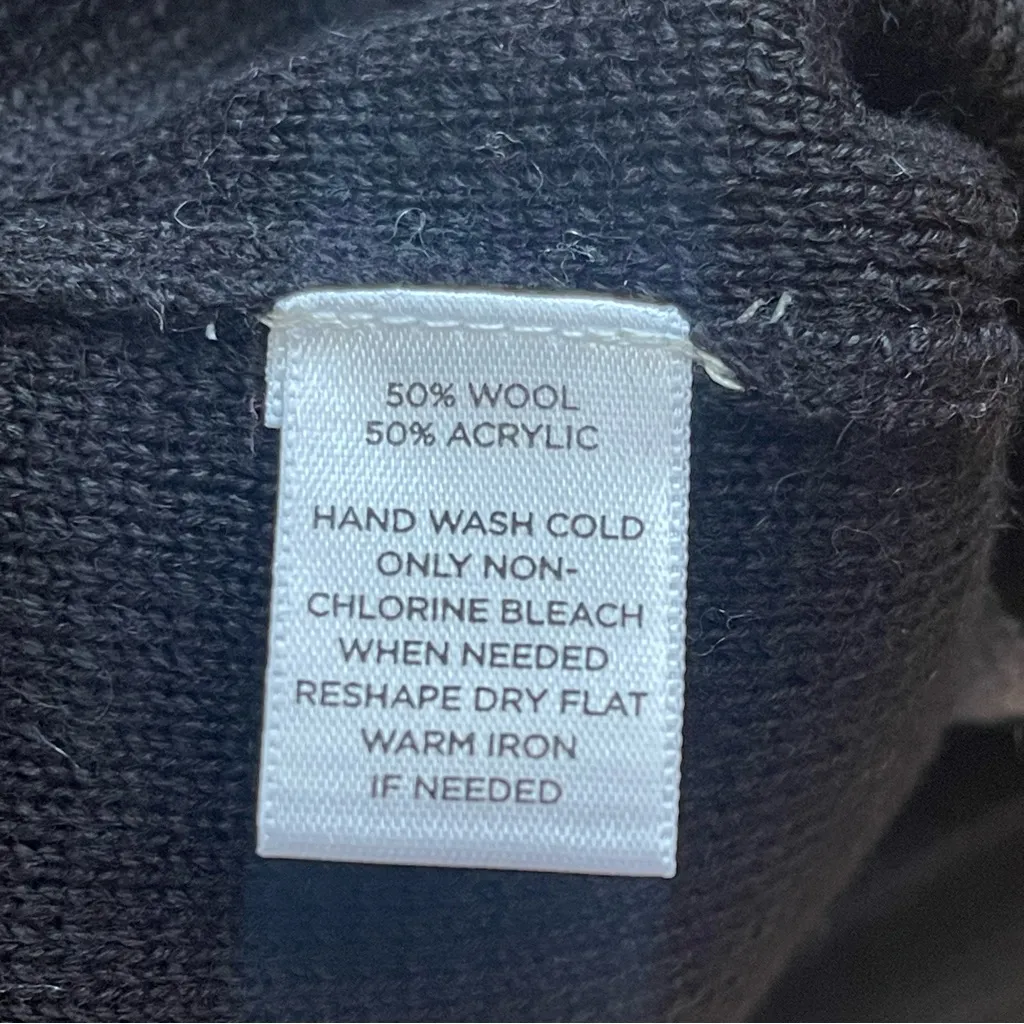 50% WOOL
50% ACRYLIC
HAND WASH COLD
ONLY NON-
CHLORINE BLEACH
WHEN NEEDED
RESHAPE DRY FLAT
WARM IRON
IF NEEDED